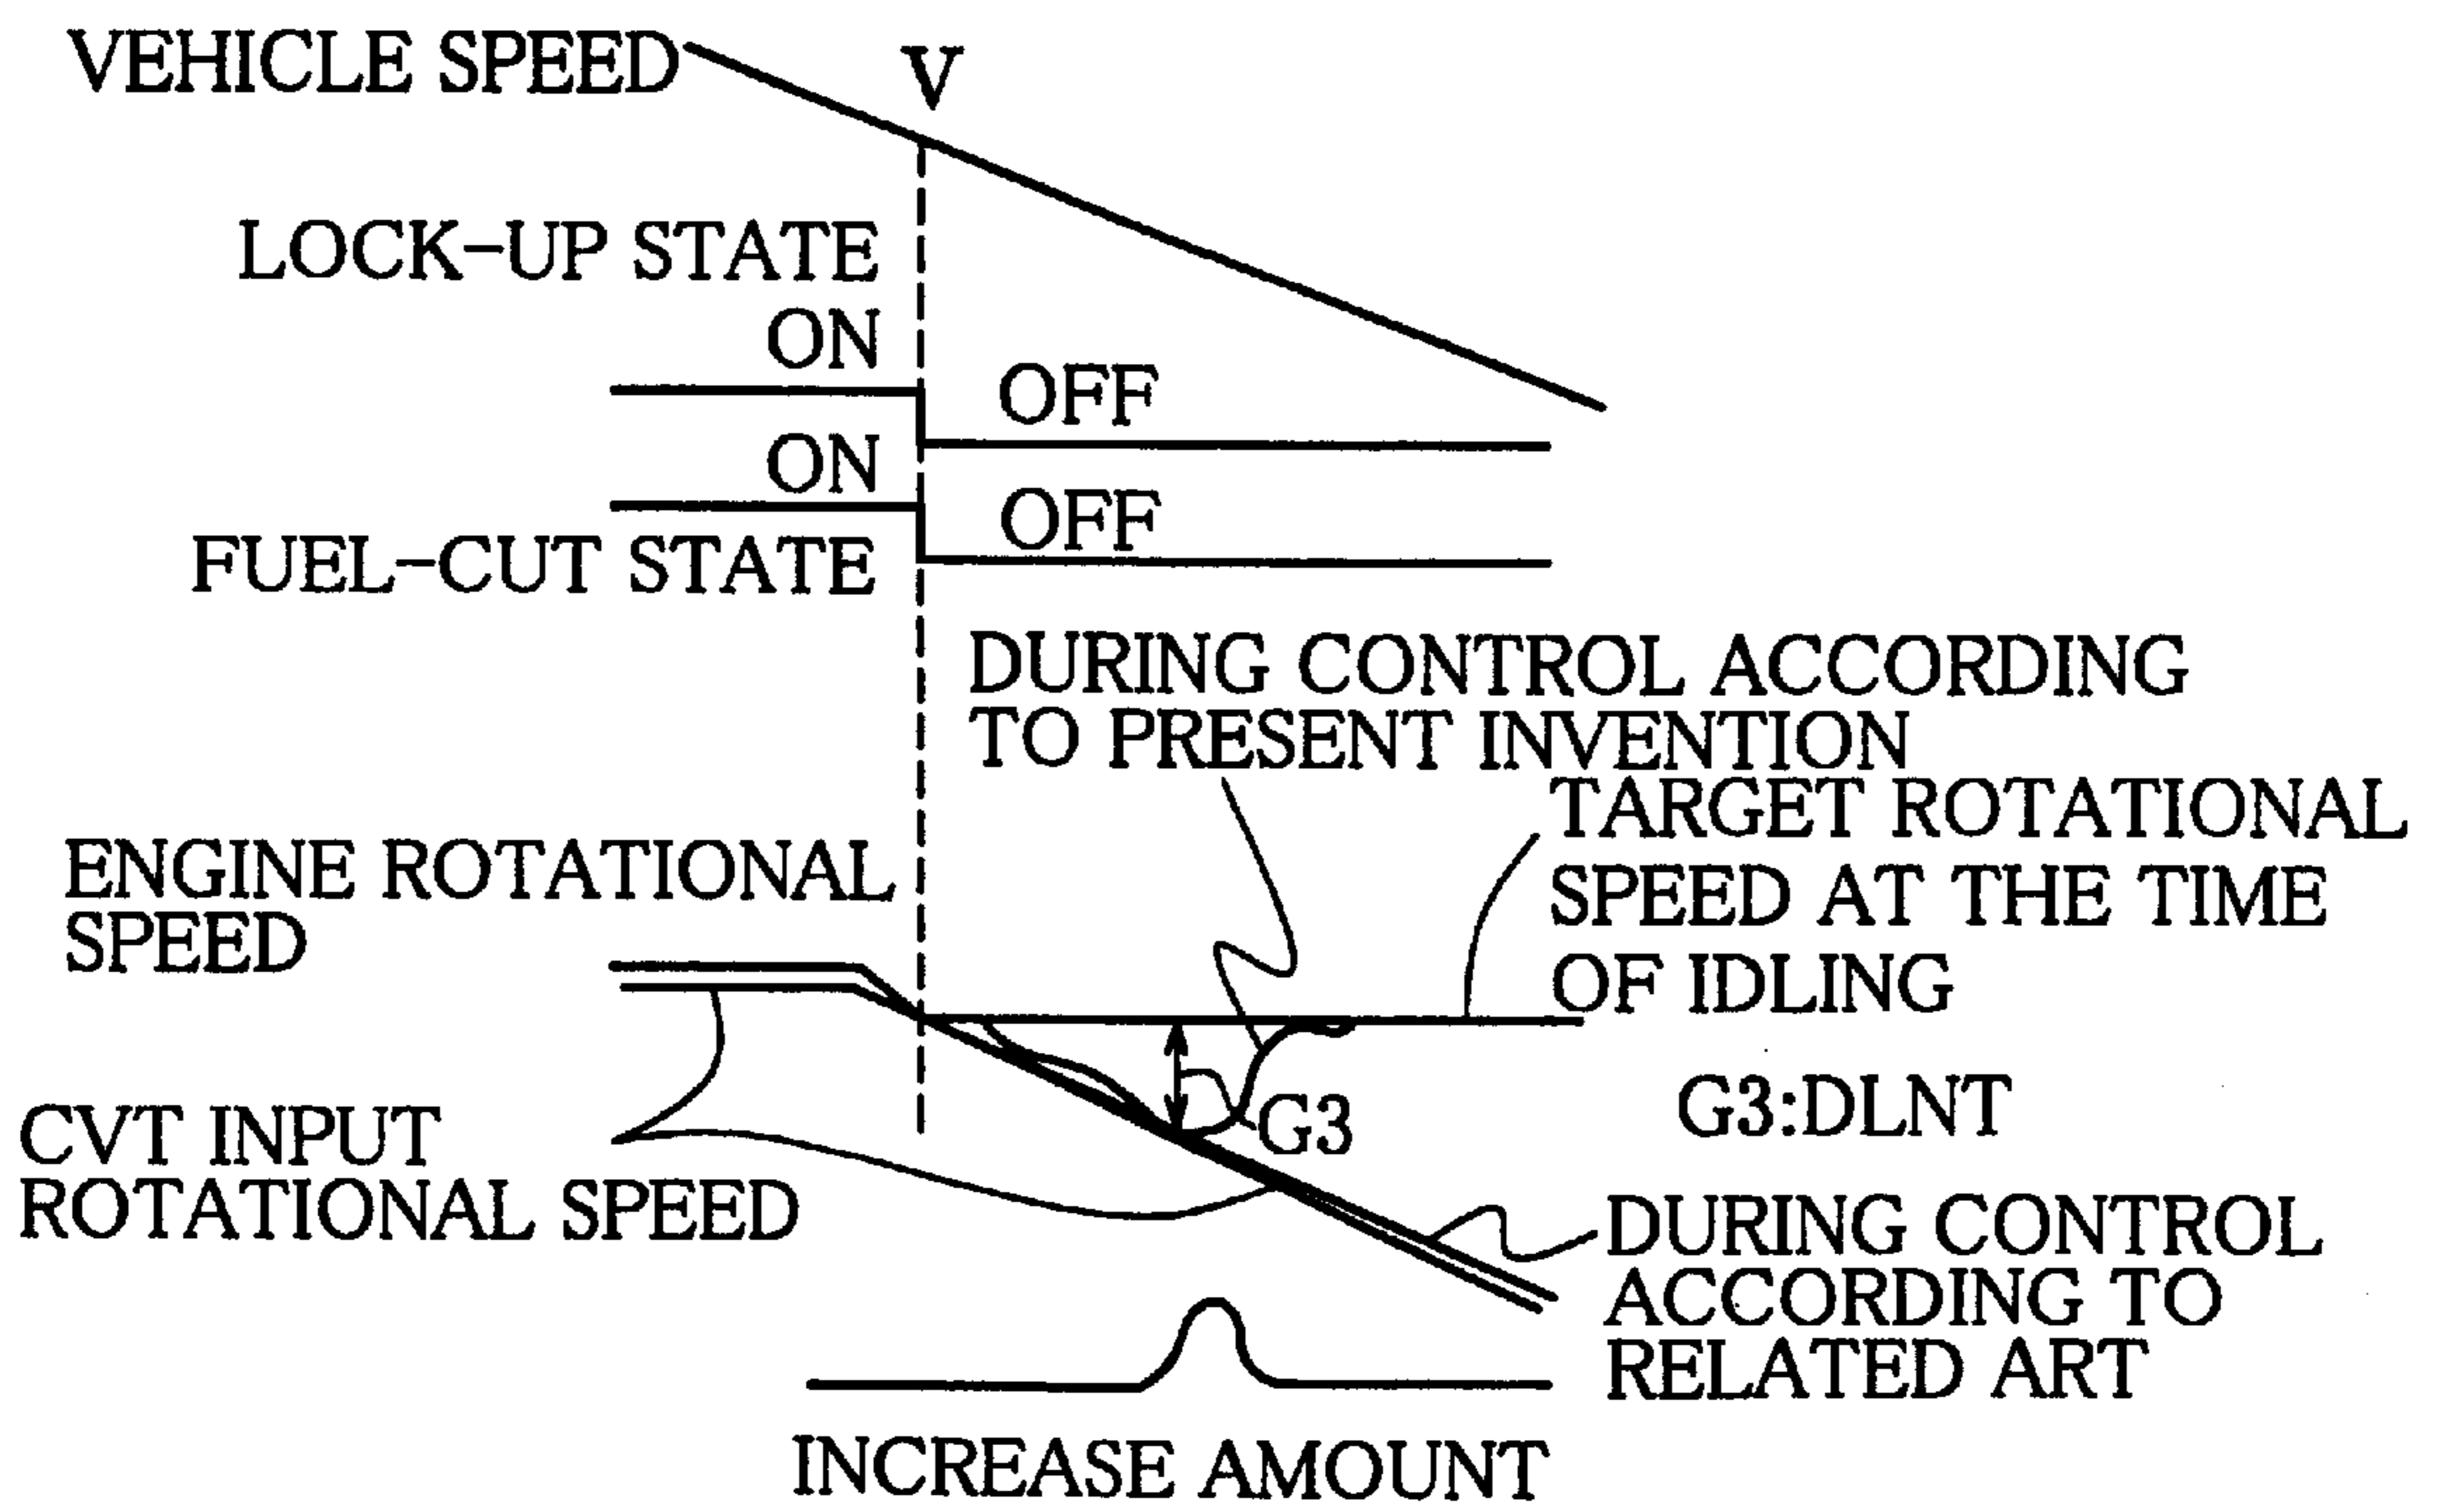 VEHICLE SPEED
V
LOCK-UP STATE
ON
OFF
ON
OFF
FUEL-CUT STATE
DURING CONTROL ACCORDING
TO PRESENT INVENTION
TARGET ROTATIONAL
SPEED AT THE TIME
OF IDLING
ENGINE ROTATIONAL
SPEED
G3
G3:DLNT
CVT INPUT
ROTATIONAL SPEED
DURING CONTROL
ACCORDING TO
RELATED ART
INCREASE AMOUNT